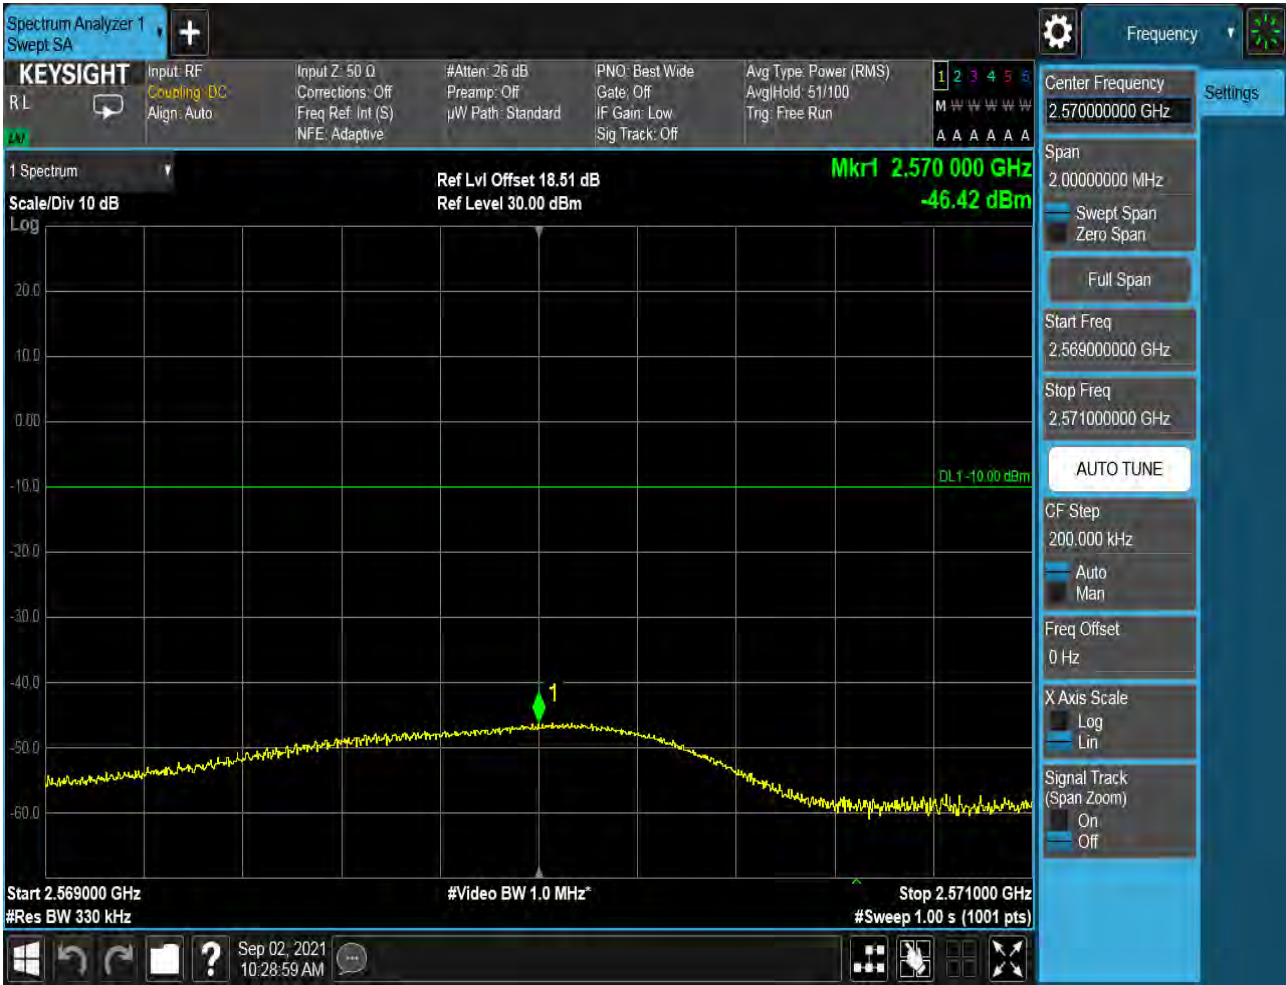 Spectrum Analyzer 1
Swept SA
Frequency
KEYSIGHT
R L
Input: RF
Coupling: DC
Align: Auto
Input Z: 50 Ω
Corrections: Off
Freq Ref: Int (S)
NFE: Adaptive
#Atten: 26 dB
Preamp: Off
µW Path: Standard
PNO: Best Wide
Gate: Off
IF Gain: Low
Sig Track: Off
Avg Type: Power (RMS)
Avg|Hold: 51/100
Trig: Free Run
1 2 3 4 5 6
M W W W W W
A A A A A A
LXI
1 Spectrum
Scale/Div 10 dB
Log
Ref Lvl Offset 18.51 dB
Ref Level 30.00 dBm
Mkr1 2.570 000 GHz
-46.42 dBm
20.0
10.0
0.00
-10.0
-20.0
-30.0
-40.0
-50.0
-60.0
DL1 -10.00 dBm
1
Start 2.569000 GHz
#Res BW 330 kHz
#Video BW 1.0 MHz*
Stop 2.571000 GHz
#Sweep 1.00 s (1001 pts)
Sep 02, 2021
10:28:59 AM
?
Center Frequency
2.570000000 GHz
Settings
Span
2.00000000 MHz
Swept Span
Zero Span
Full Span
Start Freq
2.569000000 GHz
Stop Freq
2.571000000 GHz
AUTO TUNE
CF Step
200.000 kHz
Auto
Man
Freq Offset
0 Hz
X Axis Scale
Log
Lin
Signal Track
(Span Zoom)
On
Off